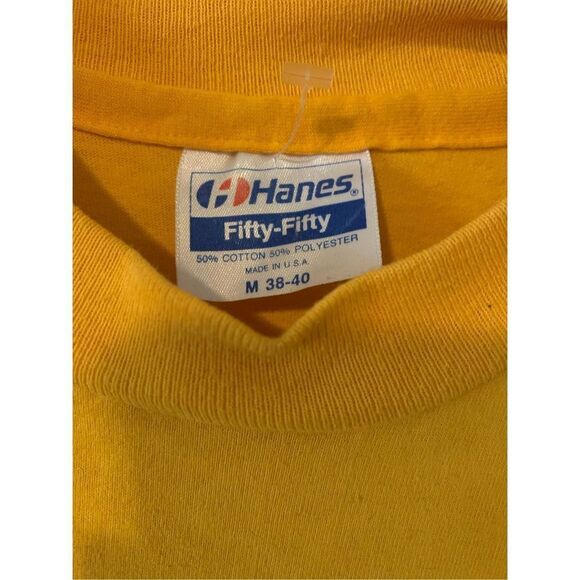 Hanes®
Fifty-Fifty
50% COTTON 50% POLYESTER
MADE IN U.S.A.
M 38-40